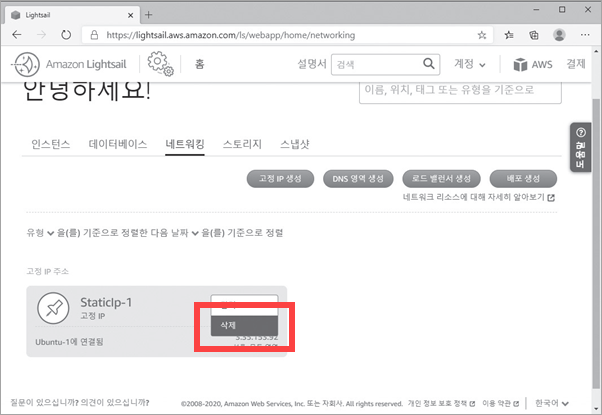 Lightsail
https://lightsail.aws.amazon.com/ls/webapp/home/networking
Amazon Lightsail
홈
설명서
검색
계정
AWS
결제
안녕하세요!
이름, 위치, 태그 또는 유형을 기준으로
도움말
인스턴스
데이터베이스
네트워킹
스토리지
스냅샷
고정 IP 생성
DNS 영역 생성
로드 밸런서 생성
배포 생성
네트워크 리소스에 대해 자세히 알아보기
유형 을(를) 기준으로 정렬한 다음 날짜 을(를) 기준으로 정렬
고정 IP 주소
StaticIp-1
고정 IP
삭제
Ubuntu-1에 연결됨
질문이 있으십니까? 의견이 있으십니까?
©2008-2020, Amazon Web Services, Inc. 또는 자회사. All rights reserved.
개인 정보 보호 정책
이용 약관
한국어